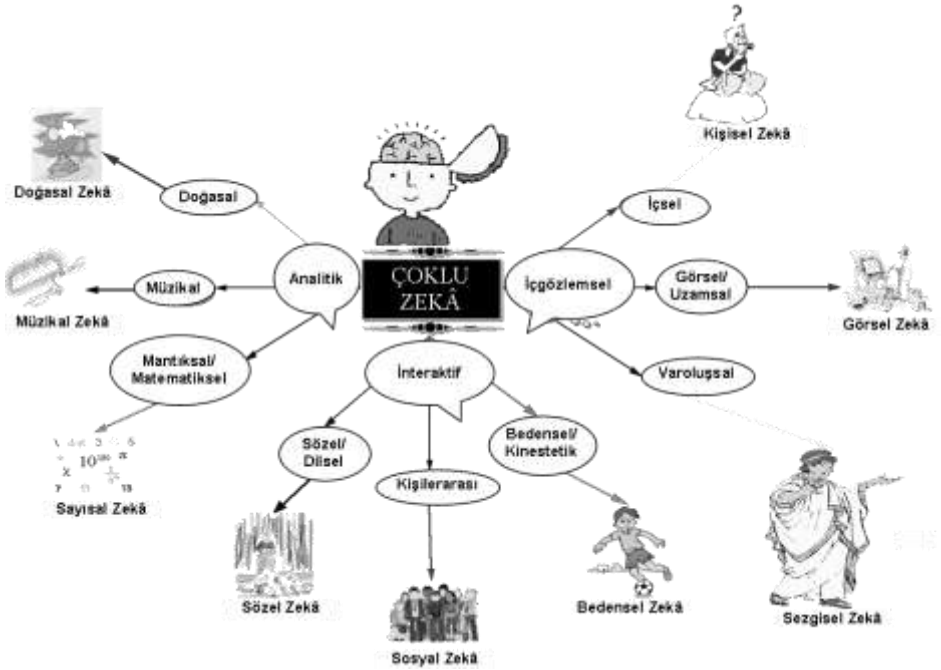 ?
Kişisel Zekâ
Doğasal Zekâ
Doğasal
İçsel
Analitik
ÇOKLU
ZEKÂ
İçgözlemsel
Görsel/
Uzamsal
Görsel Zekâ
Müzikal
Müzikal Zekâ
Mantıksal/
Matematiksel
İnteraktif
Varoluşsal
Sözel/
Dilsel
Kişilerarası
Bedensel/
Kinestetik
10
Sayısal Zekâ
Sözel Zekâ
Sosyal Zekâ
Bedensel Zekâ
Sezgisel Zekâ